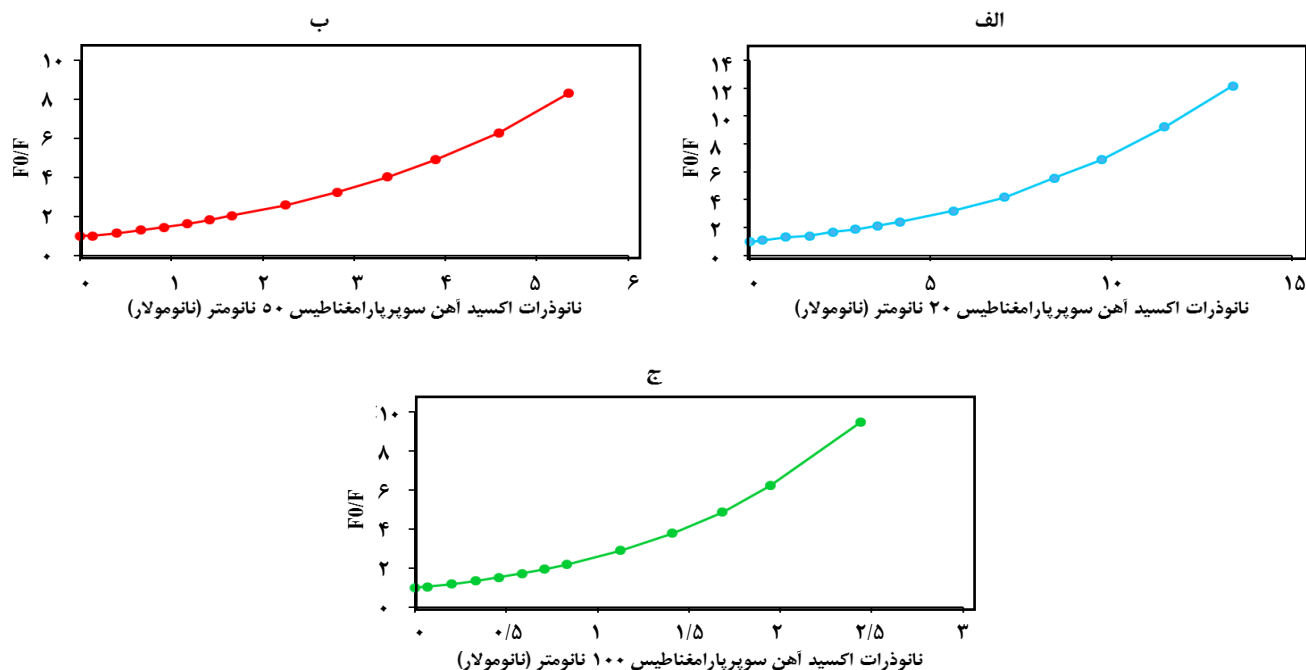 الف
F0/F
۱۴
۱۲
۱۰
۸
۶
۴
۲
۰
۰ ۵ ۱۰ ۱۵
نانوذرات اکسید آهن سوپرپارامغناطیس ۲۰ نانومتر (نانومولار)
ب
F0/F
۱۰
۸
۶
۴
۲
۰
۰ ۱ ۲ ۳ ۴ ۵ ۶
نانوذرات اکسید آهن سوپرپارامغناطیس ۵۰ نانومتر (نانومولار)
ج
F0/F
۱۰
۸
۶
۴
۲
۰
۰ ۰/۵ ۱ ۱/۵ ۲ ۲/۵ ۳
نانوذرات اکسید آهن سوپرپارامغناطیس ۱۰۰ نانومتر (نانومولار)